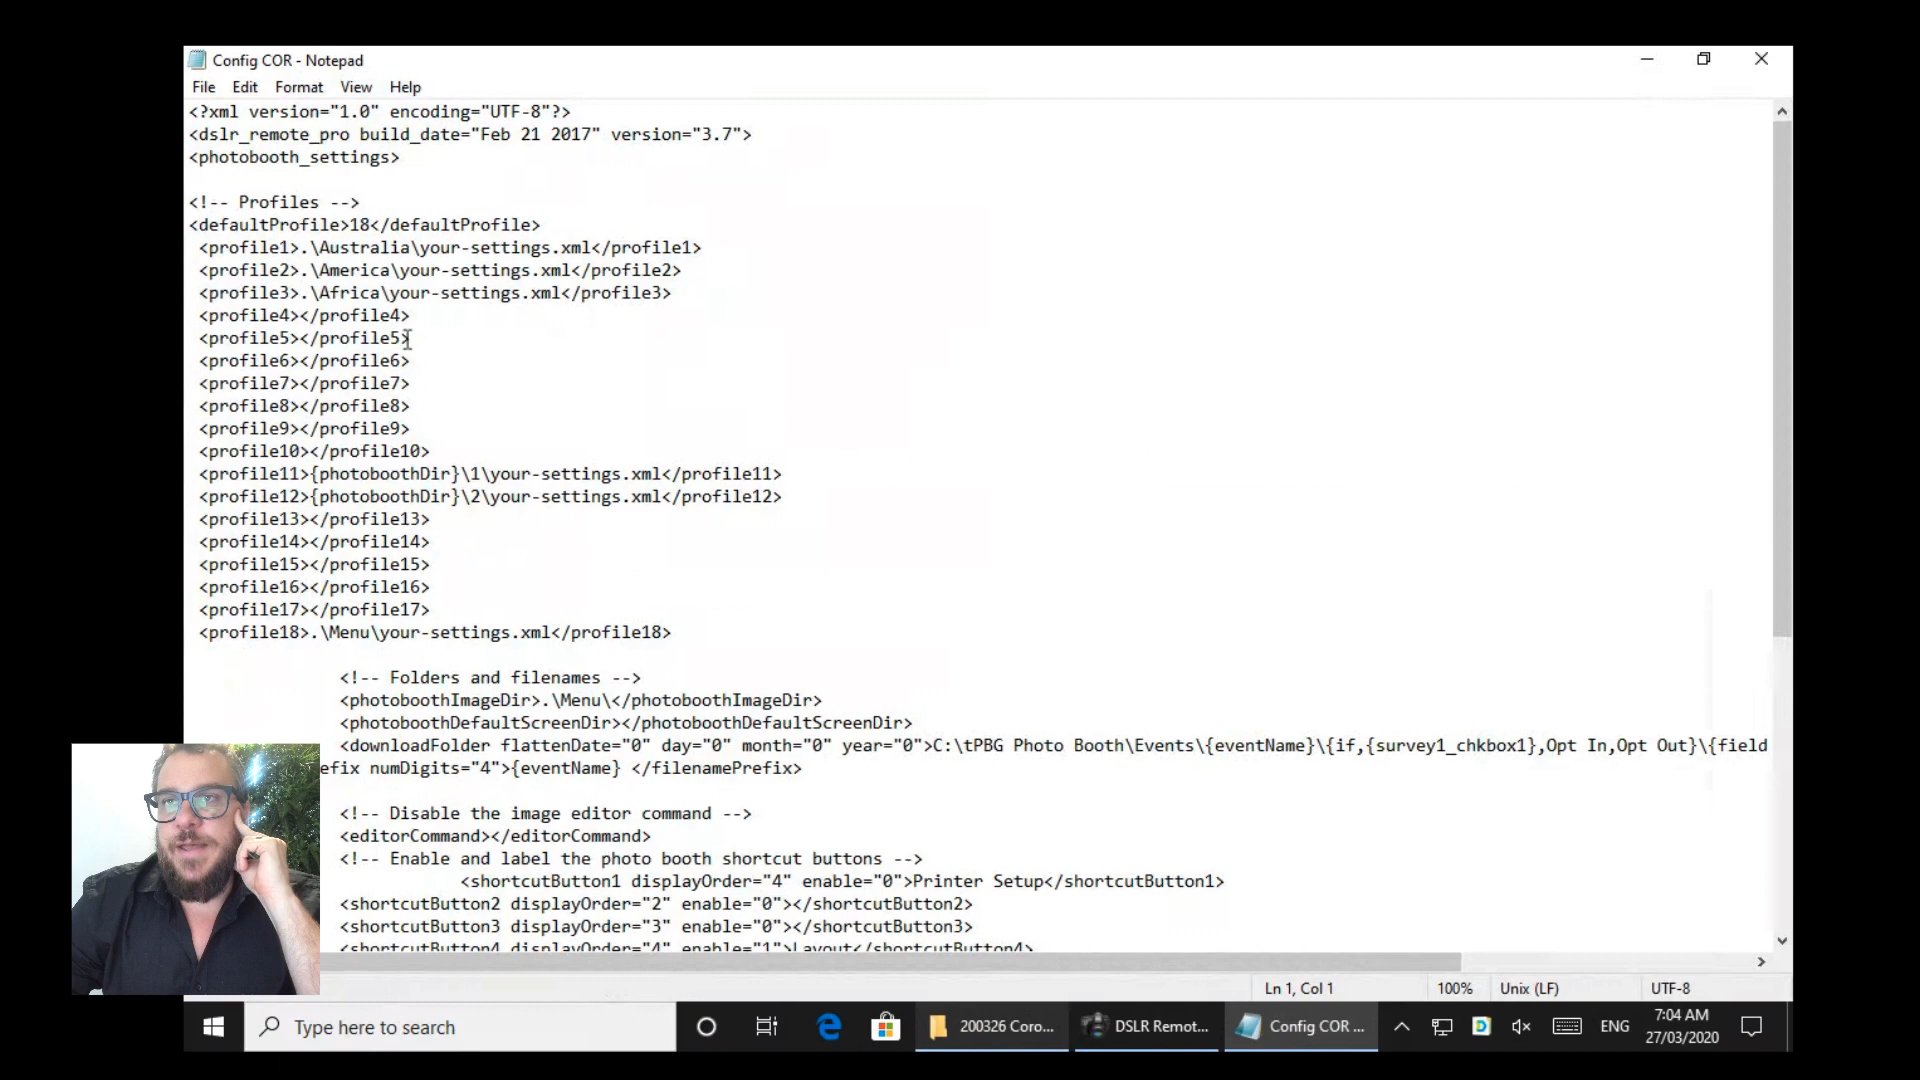 Config COR - Notepad
File Edit Format View Help
<?xml version="1.0" encoding="UTF-8"?>
<dslr_remote_pro build_date="Feb 21 2017" version="3.7">
<photobooth_settings>
<!-- Profiles -->
<defaultProfile>18</defaultProfile>
<profile1>.\Australia\your-settings.xml</profile1>
<profile2>.\America\your-settings.xml</profile2>
<profile3>.\Africa\your-settings.xml</profile3>
<profile4></profile4>
<profile5></profile5>
<profile6></profile6>
<profile7></profile7>
<profile8></profile8>
<profile9></profile9>
<profile10></profile10>
<profile11>{photoboothDir}\1\your-settings.xml</profile11>
<profile12>{photoboothDir}\2\your-settings.xml</profile12>
<profile13></profile13>
<profile14></profile14>
<profile15></profile15>
<profile16></profile16>
<profile17></profile17>
<profile18>.\Menu\your-settings.xml</profile18>
<!-- Folders and filenames -->
<photoboothImageDir>.\Menu\</photoboothImageDir>
<photoboothDefaultScreenDir></photoboothDefaultScreenDir>
<downloadFolder flattenDate="0" day="0" month="0" year="0">C:\tPBG Photo Booth\Events\{eventName}\{if,{survey1_chkbox1},Opt In,Opt Out}\{field
efix numDigits="4">{eventName} </filenamePrefix>
<!-- Disable the image editor command -->
<editorCommand></editorCommand>
<!-- Enable and label the photo booth shortcut buttons -->
<shortcutButton1 displayOrder="4" enable="0">Printer Setup</shortcutButton1>
<shortcutButton2 displayOrder="2" enable="0"></shortcutButton2>
<shortcutButton3 displayOrder="3" enable="0"></shortcutButton3>
<shortcutButton4 displayOrder="4" enable="1">Layout</shortcutButton4>
Ln 1, Col 1 100% Unix (LF) UTF-8
Type here to search 200326 Coro... DSLR Remot... Config COR ... D ENG 7:04 AM
27/03/2020